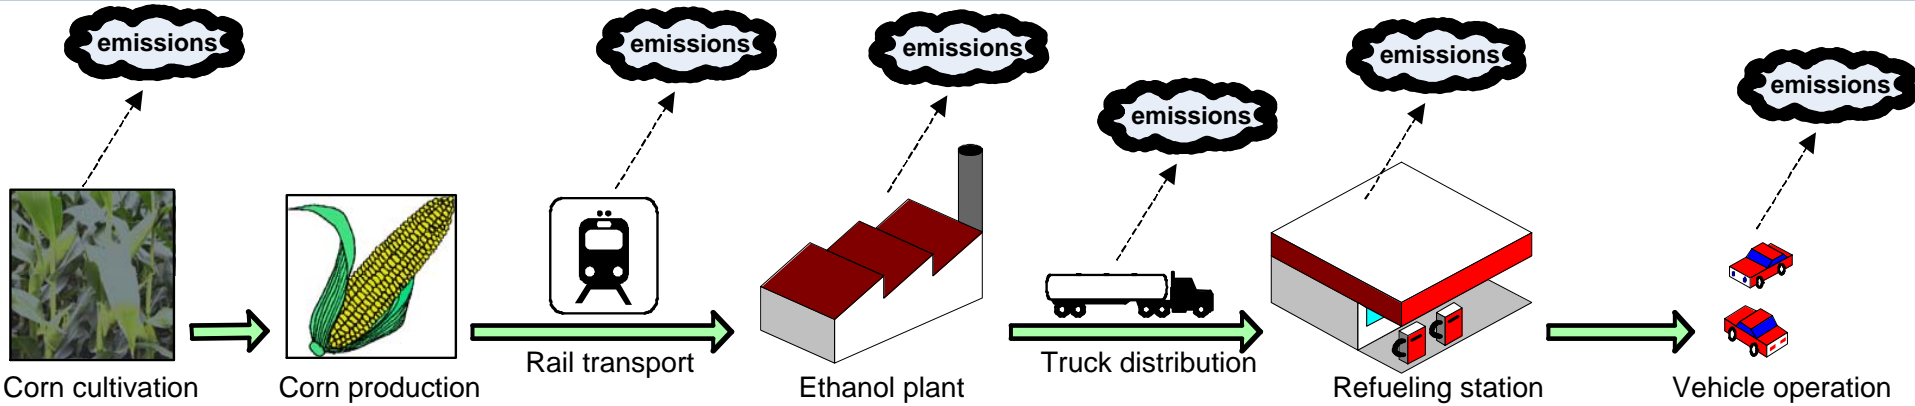 emissions
emissions
emissions
emissions
emissions
emissions
Rail transport
Truck distribution
Corn cultivation
Corn production
Ethanol plant
Refueling station
Vehicle operation